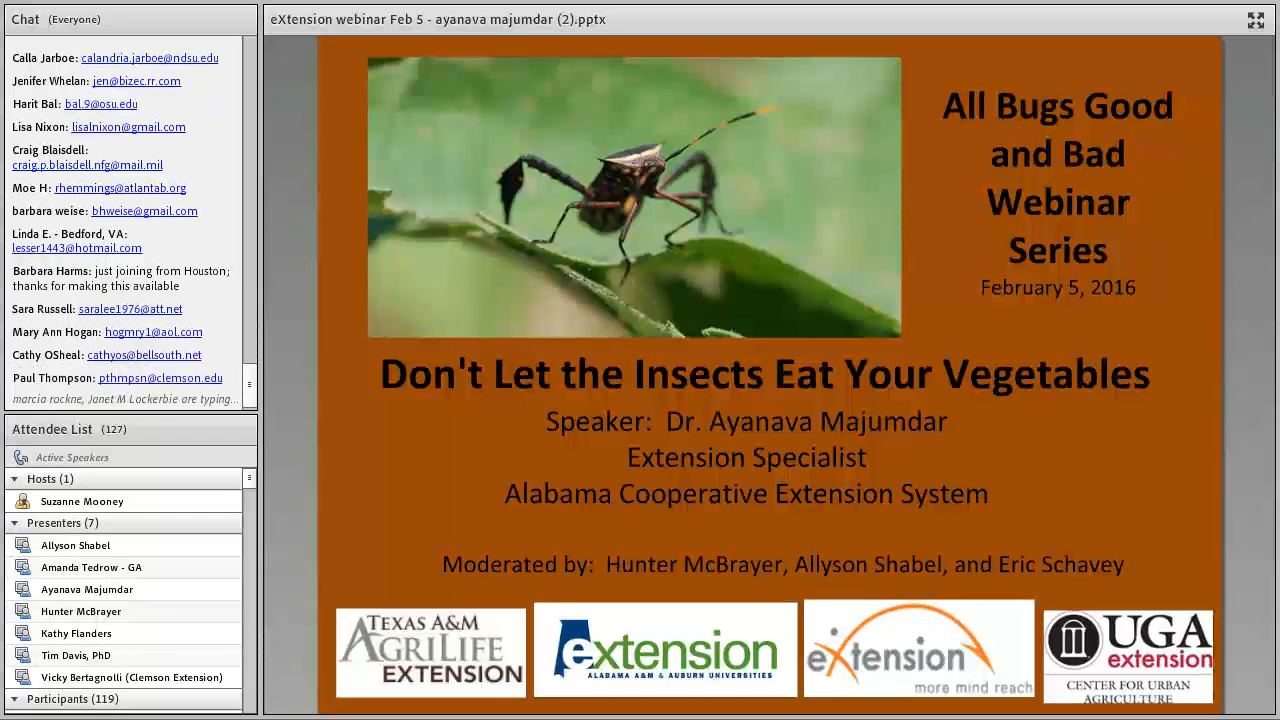 Chat (Everyone)
Calla Jarboe: calandria.jarboe@ndsu.edu
Jenifer Whelan: jen@bizec.rr.com
Harit Bal: bal.9@osu.edu
Lisa Nixon: lisalnixon@gmail.com
Craig Blaisdell:
craig.p.blaisdell.nfg@mail.mil
Moe H: rhemmings@atlantab.org
barbara weise: bhweise@gmail.com
Linda E. - Bedford, VA:
lesser1443@hotmail.com
Barbara Harms: just joining from Houston;
thanks for making this available
Sara Russell: saralee1976@att.net
Mary Ann Hogan: hogmry1@aol.com
Cathy OSheal: cathyos@bellsouth.net
Paul Thompson: pthmpsn@clemson.edu
marcia rockne, Janet M Lockerbie are typing...
Attendee List (127)
Active Speakers
Hosts (1)
Suzanne Mooney
Presenters (7)
Allyson Shabel
Amanda Tedrow - GA
Ayanava Majumdar
Hunter McBrayer
Kathy Flanders
Tim Davis, PhD
Vicky Bertagnolli (Clemson Extension)
Participants (119)
eXtension webinar Feb 5 - ayanava majumdar (2).pptx
All Bugs Good
and Bad
Webinar
Series
February 5, 2016
Don't Let the Insects Eat Your Vegetables
Speaker: Dr. Ayanava Majumdar
Extension Specialist
Alabama Cooperative Extension System
Moderated by: Hunter McBrayer, Allyson Shabel, and Eric Schavey
TEXAS A&M
AGRILIFE
EXTENSION
extension
ALABAMA A&M & AUBURN UNIVERSITIES
eXtension
more mind reach
UGA
extension
CENTER FOR URBAN
AGRICULTURE